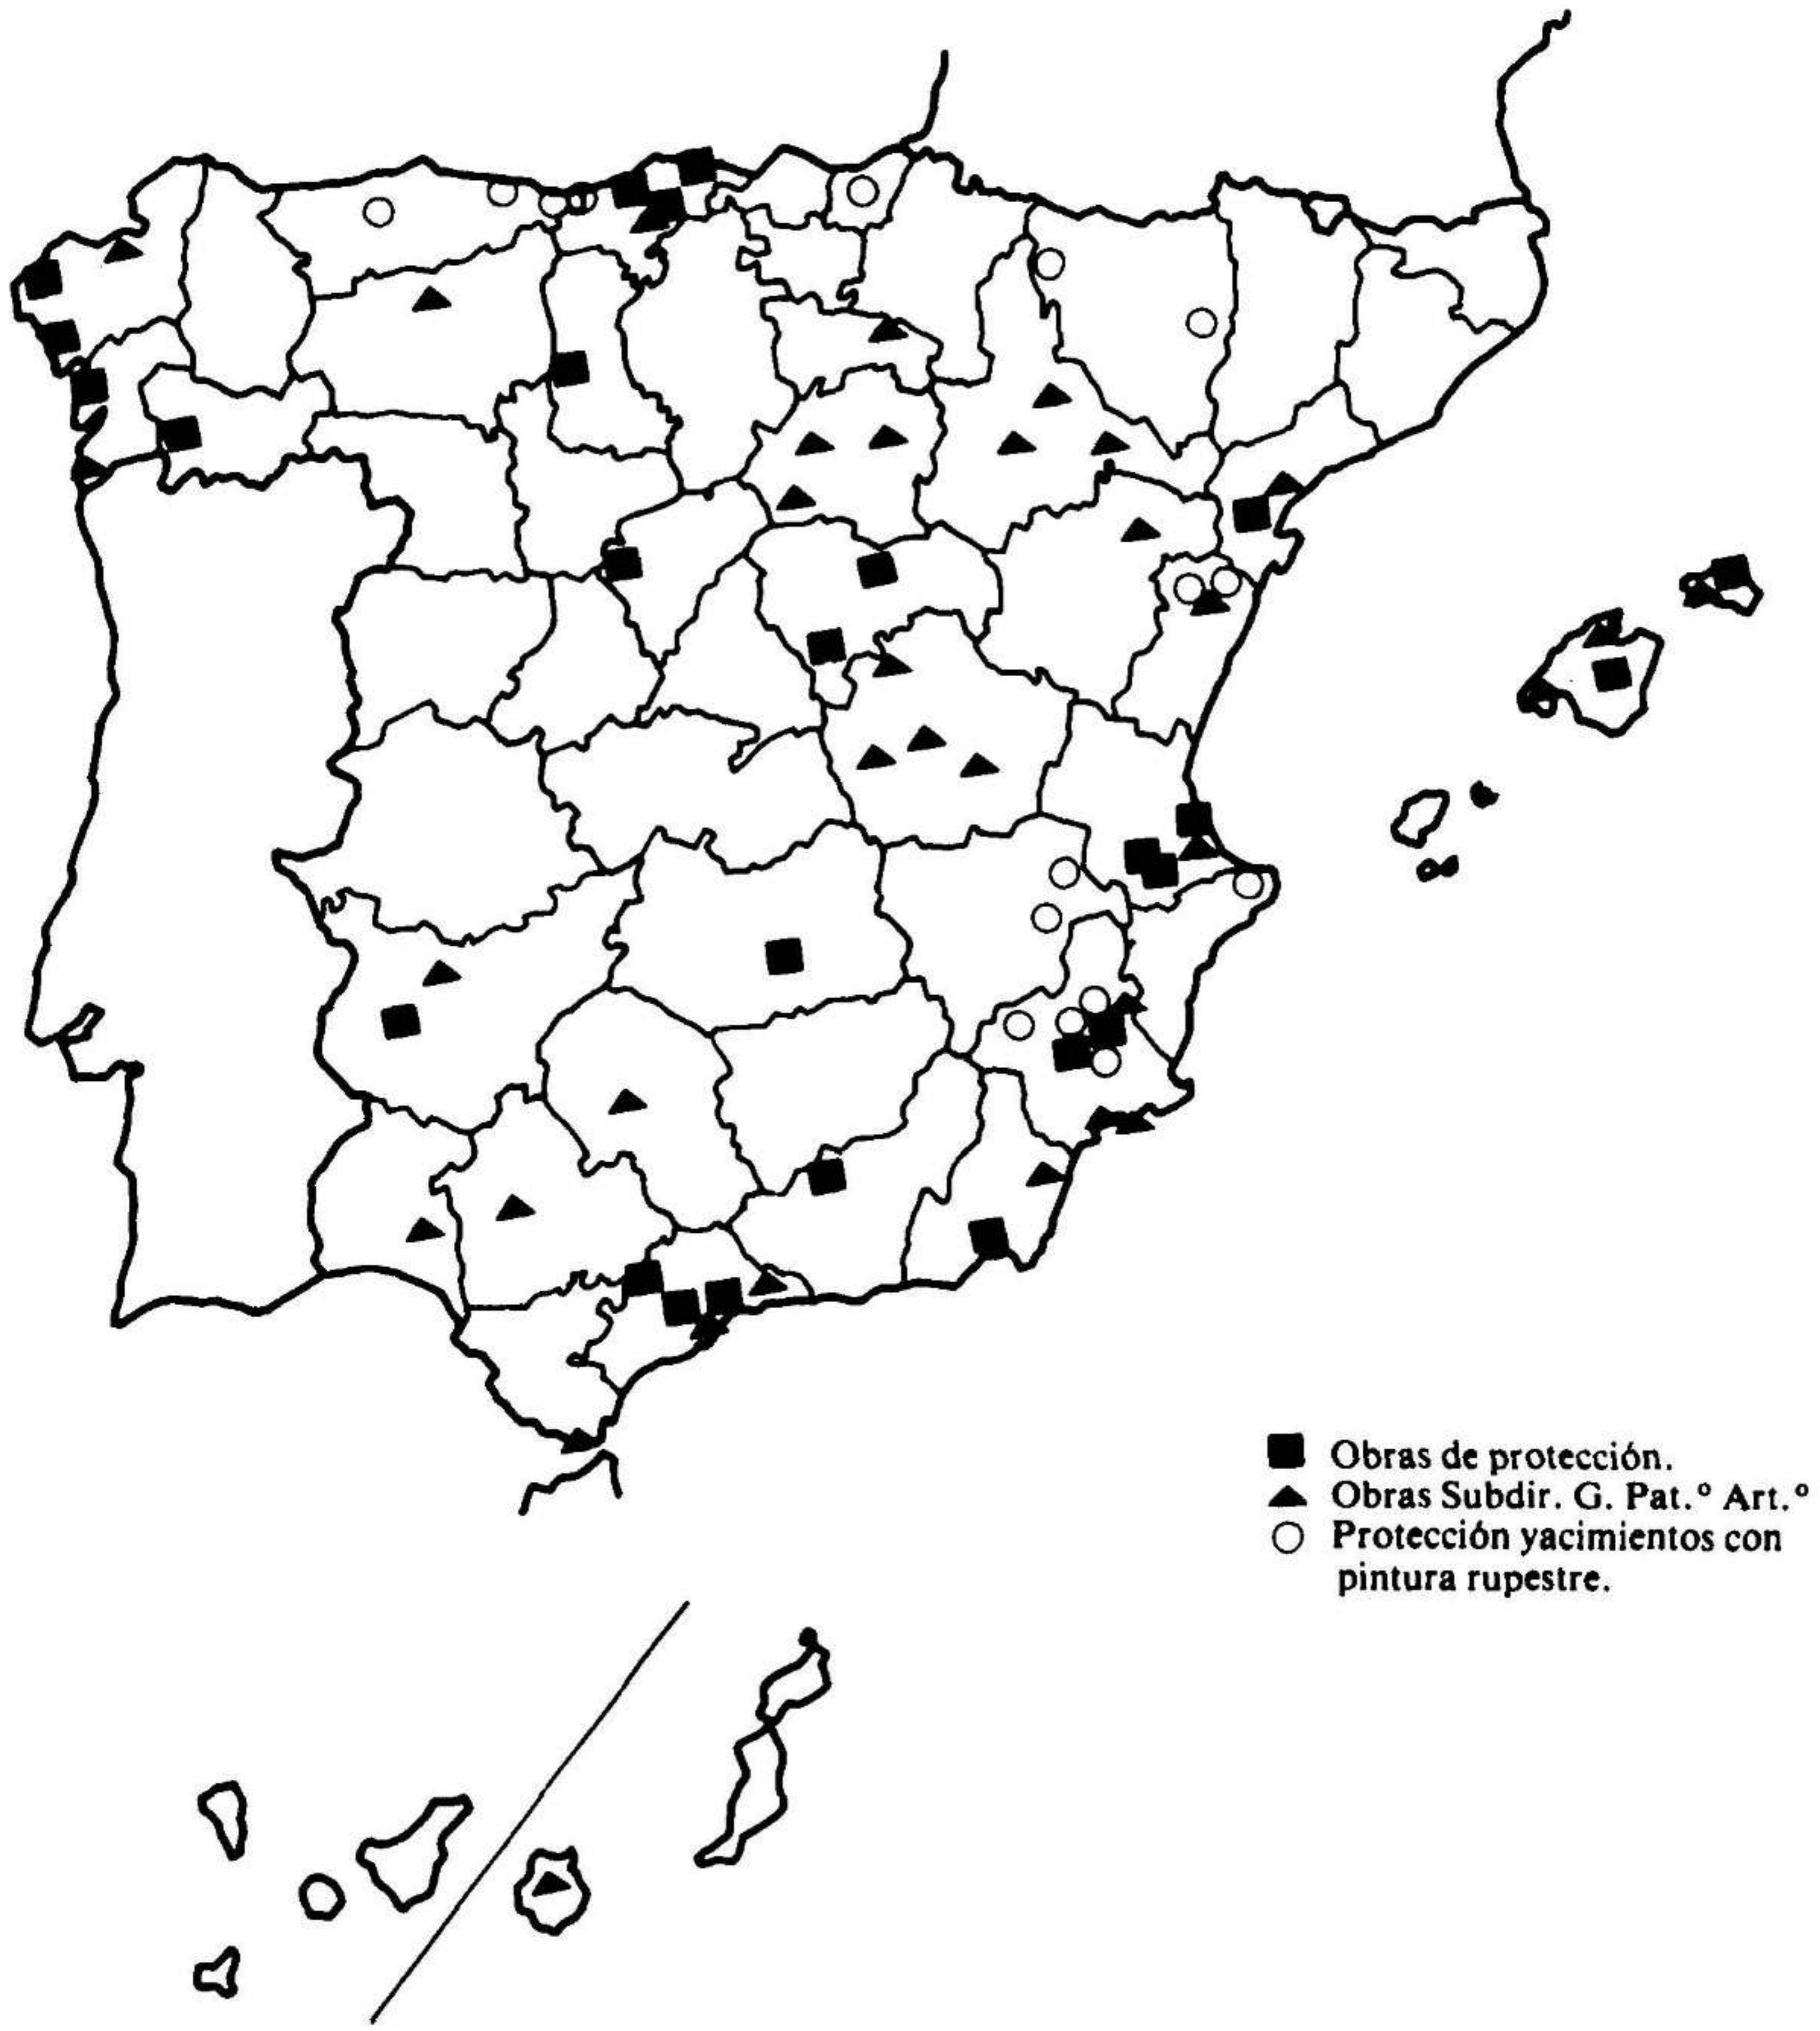 Obras de protección.
Obras Subdir. G. Pat.º Art.º
Protección yacimientos con
pintura rupestre.